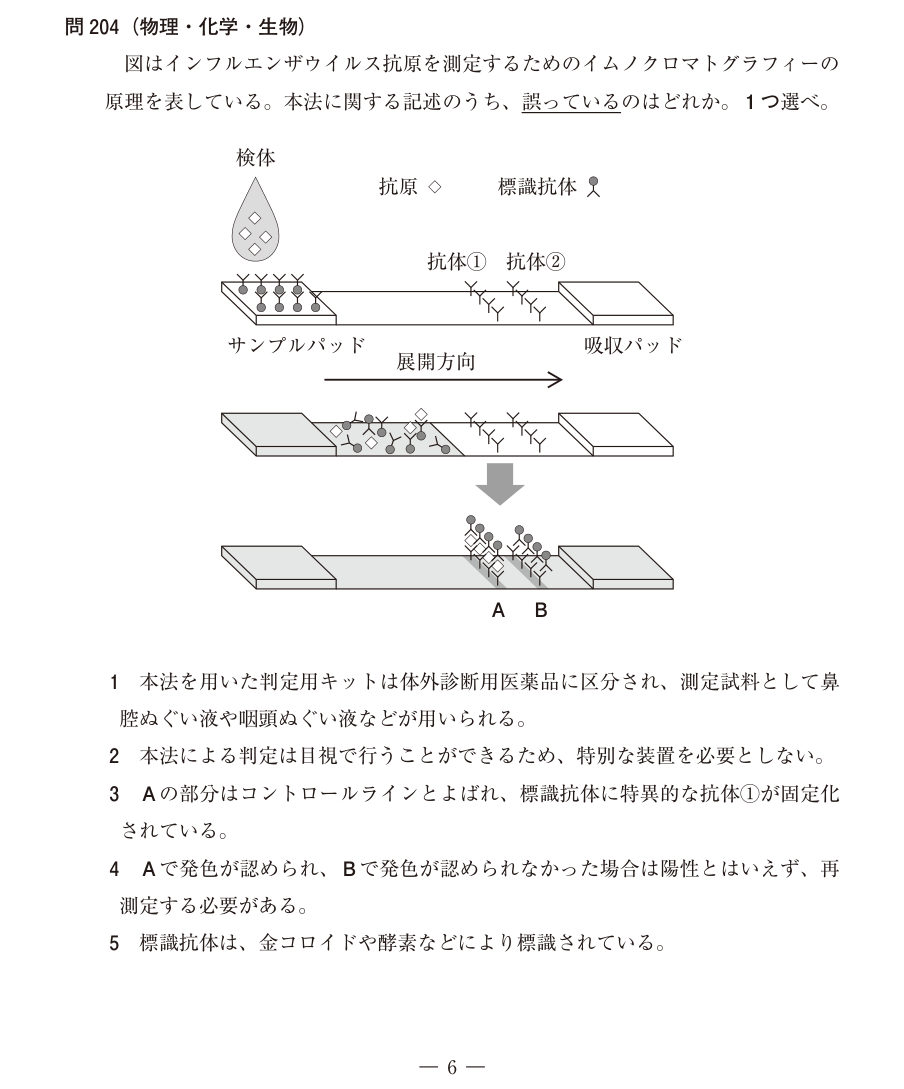 問 204（物理・化学・生物）
図はインフルエンザウイルス抗原を測定するためのイムノクロマトグラフィーの
原理を表している。本法に関する記述のうち、誤っているのはどれか。1つ選べ。
検体
抗原
標識抗体
抗体① 抗体②
サンプルパッド
吸収パッド
展開方向
A B
1 本法を用いた判定用キットは体外診断用医薬品に区分され、測定試料として鼻
腔ぬぐい液や咽頭ぬぐい液などが用いられる。
2 本法による判定は目視で行うことができるため、特別な装置を必要としない。
3 Aの部分はコントロールラインとよばれ、標識抗体に特異的な抗体①が固定化
されている。
4 Aで発色が認められ、Bで発色が認められなかった場合は陽性とはいえず、再
測定する必要がある。
5 標識抗体は、金コロイドや酵素などにより標識されている。
― 6 ―